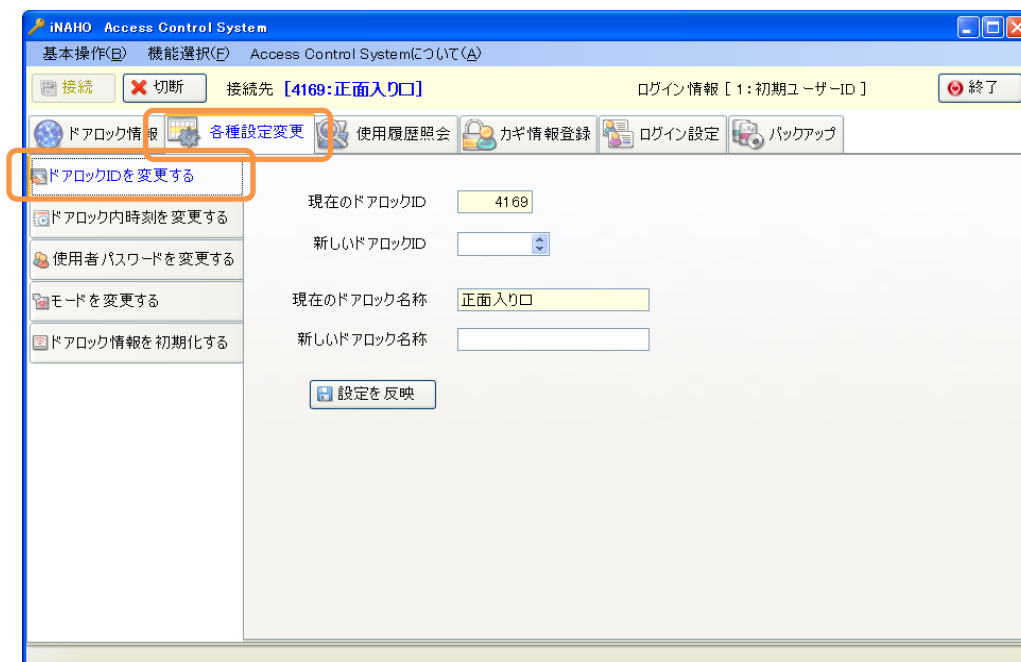 iNAHO Access Control System
基本操作(B) 機能選択(F) Access Control Systemについて(A)
接続 切断 接続先 [4169:正面入り口] ログイン情報 [ 1 : 初期ユーザーID ] 終了
ドアロック情報 各種設定変更 使用履歴照会 カギ情報登録 ログイン設定 バックアップ
ドアロックIDを変更する
ドアロック内時刻を変更する
使用者パスワードを変更する
モードを変更する
ドアロック情報を初期化する
現在のドアロックID 4169
新しいドアロックID
現在のドアロック名称 正面入り口
新しいドアロック名称
設定を反映